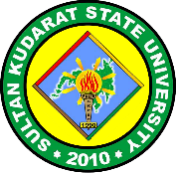 SULTAN KUDARAT STATE UNIVERSITY
* 2010 *